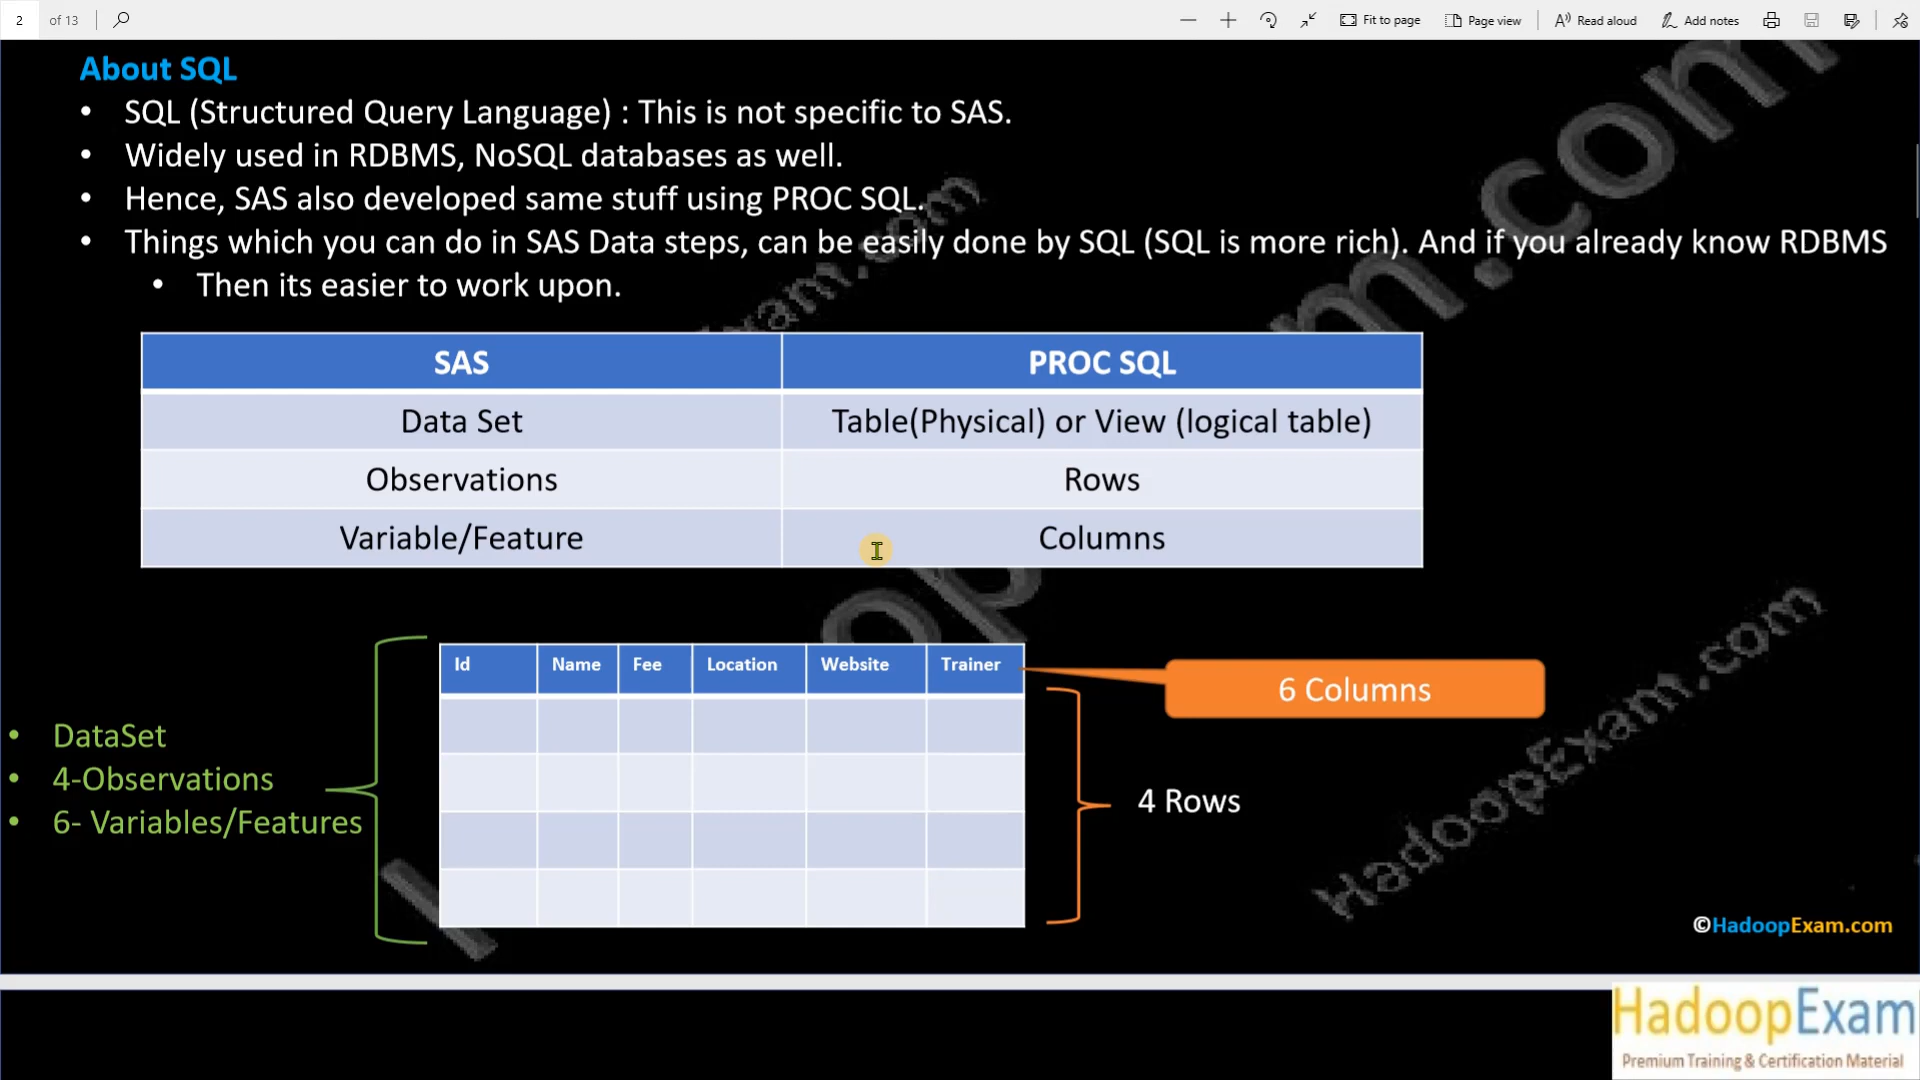 2 of 13
Fit to page
Page view
Read aloud
Add notes
About SQL
• SQL (Structured Query Language) : This is not specific to SAS.
• Widely used in RDBMS, NoSQL databases as well.
• Hence, SAS also developed same stuff using PROC SQL.
• Things which you can do in SAS Data steps, can be easily done by SQL (SQL is more rich). And if you already know RDBMS
• Then its easier to work upon.
SAS PROC SQL
Data Set Table(Physical) or View (logical table)
Observations Rows
Variable/Feature Columns
Id Name Fee Location Website Trainer
6 Columns
• DataSet
• 4-Observations
• 6- Variables/Features
4 Rows
HadoopExam.com
©HadoopExam.com
HadoopExam
Premium Training & Certification Material